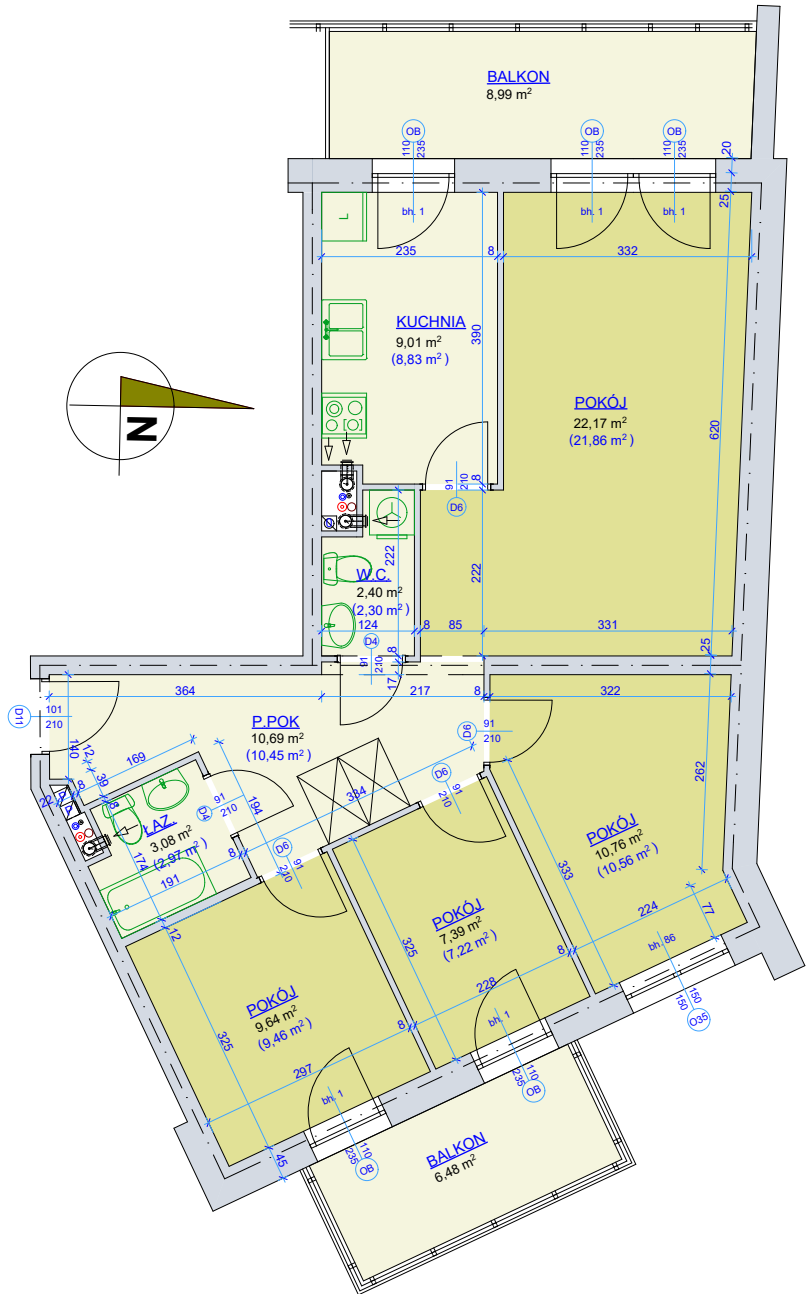 BALKON
8,99 m²
OB
110
235
OB
110
235
OB
110
235
20
25
bh. 1
bh. 1
bh. 1
L
235
8
332
KUCHNIA
9,01 m²
(8,83 m²)
390
POKÓJ
22,17 m²
(21,86 m²)
620
N
91
210
8
D6
222
W.C.
2,40 m²
(2,30 m²)
222
124
8
85
331
D4
91
210
8
17
25
364
217
8
322
D11
101
210
P.POK
10,69 m²
(10,45 m²)
D6
91
210
140
12
169
39
8
8
22
P
P
ŁAZ.
3,08 m²
(2,97 m²)
D4
91
210
194
334
D6
91
210
262
174
191
8
D6
91
210
POKÓJ
10,76 m²
(10,56 m²)
333
12
325
POKÓJ
7,39 m²
(7,22 m²)
224
77
325
8
bh. 86
POKÓJ
9,64 m²
(9,46 m²)
228
8
bh. 1
150
150
O35
297
bh. 1
110
235
OB
45
110
235
OB
BALKON
6,48 m²